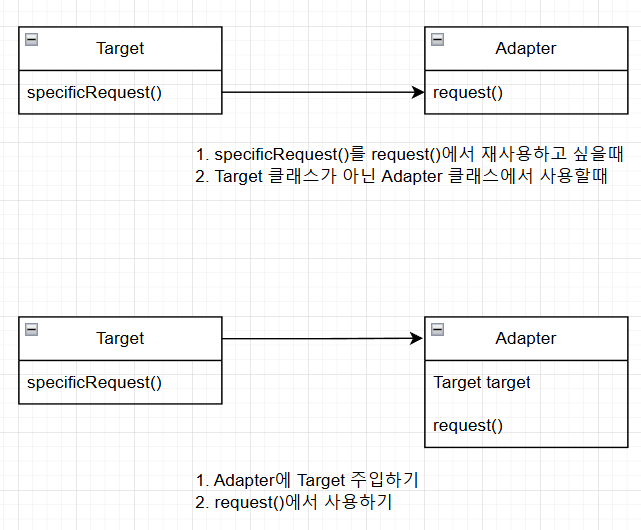 Target
Adapter
specificRequest()
request()
1. specificRequest()를 request()에서 재사용하고 싶을때
2. Target 클래스가 아닌 Adapter 클래스에서 사용할때
Target
Adapter
specificRequest()
Target target
request()
1. Adapter에 Target 주입하기
2. request()에서 사용하기